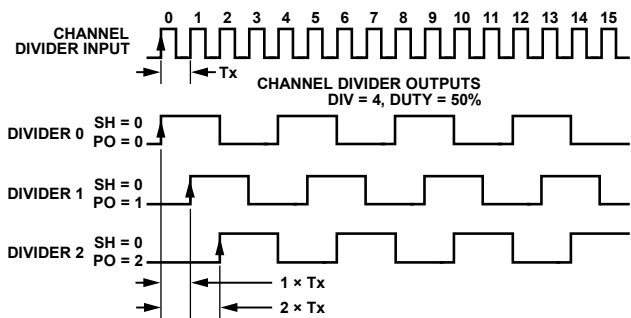 0 1 2 3 4 5 6 7 8 9 10 11 12 13 14 15
CHANNEL
DIVIDER INPUT
Tx
CHANNEL DIVIDER OUTPUTS
DIV = 4, DUTY = 50%
DIVIDER 0
SH = 0
PO = 0
DIVIDER 1
SH = 0
PO = 1
DIVIDER 2
SH = 0
PO = 2
1 × Tx
2 × Tx